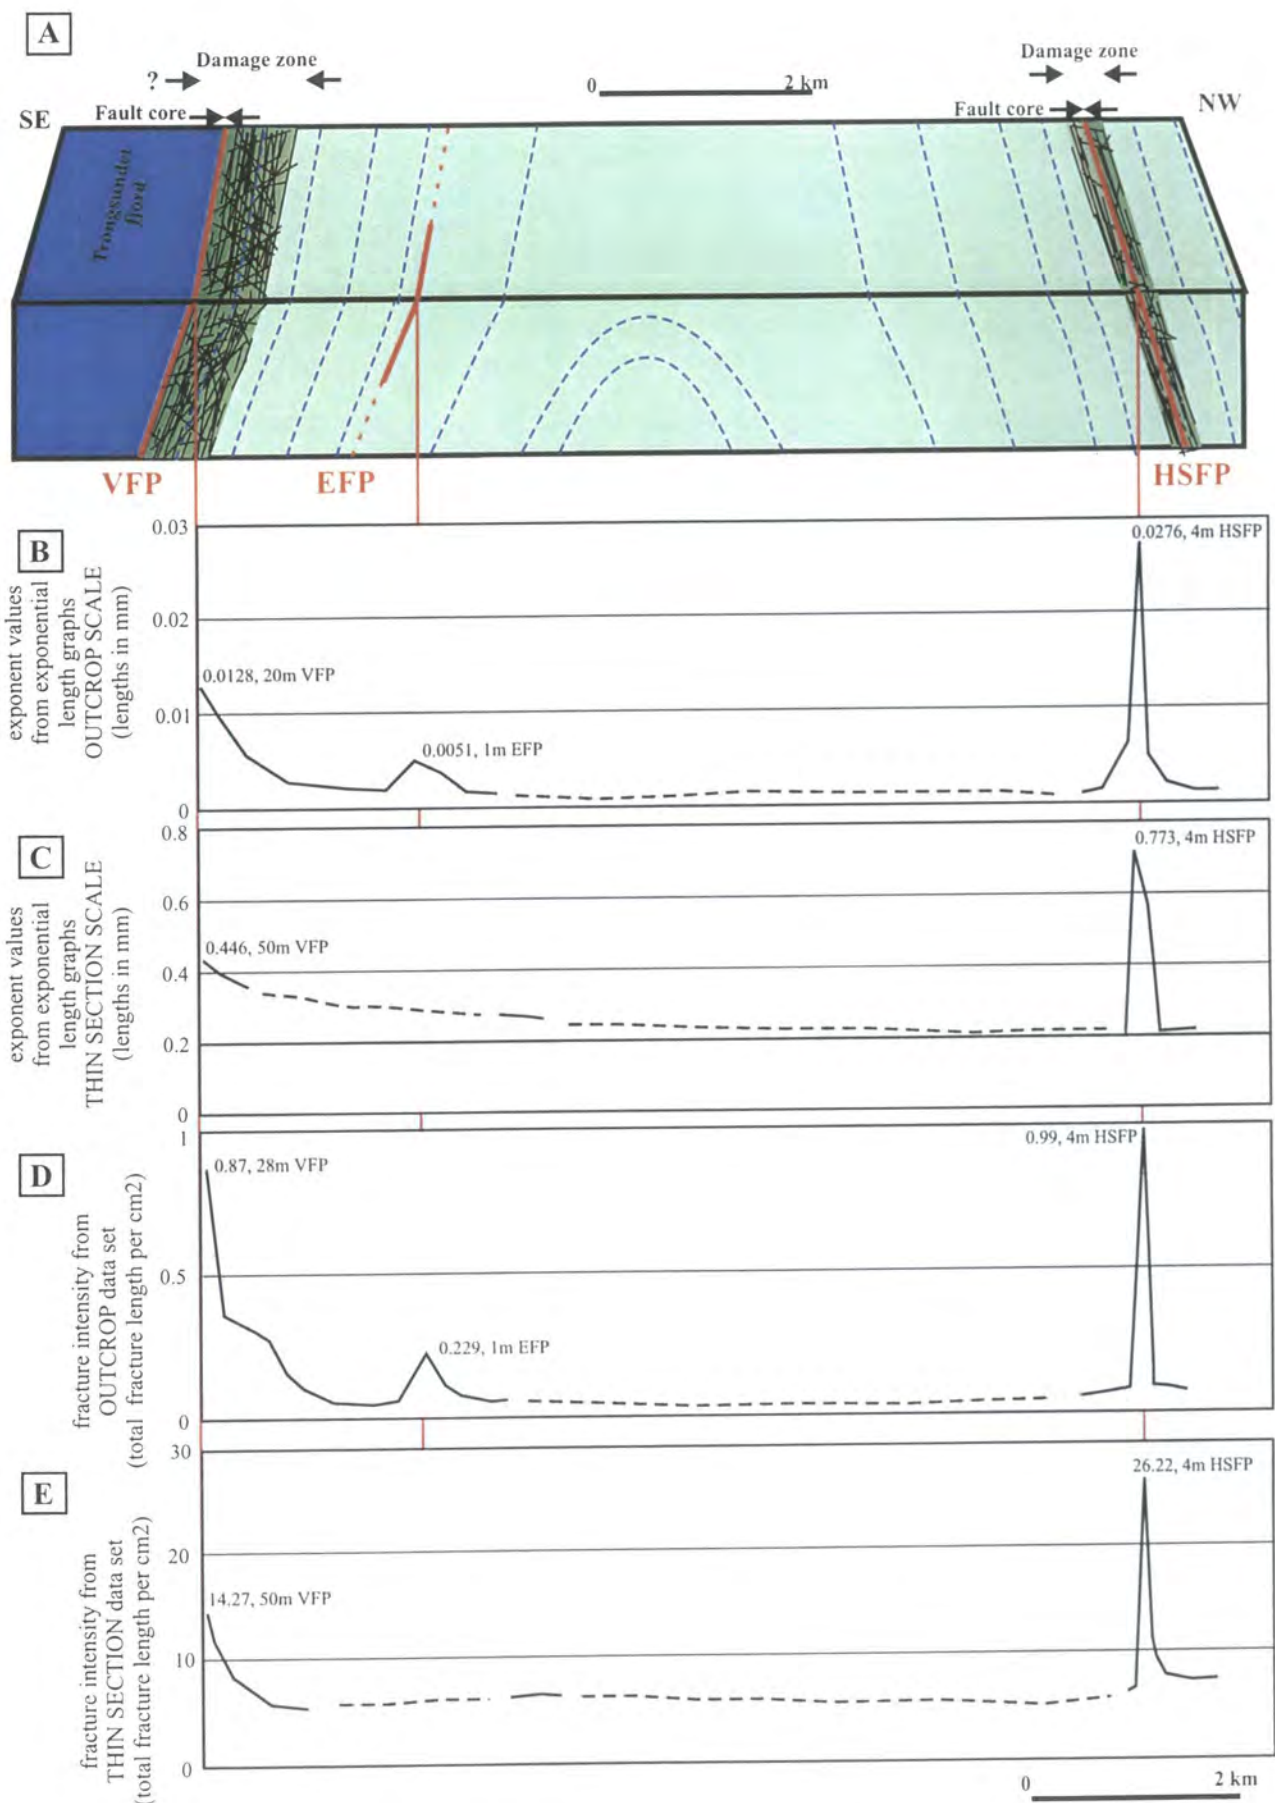 A
Damage zone
?
Fault core
SE
0 2 km
Damage zone
Fault core
NW
Trongsundet
fjord
VFP
EFP
HSFP
B
exponent values
from exponential
length graphs
OUTCROP SCALE
(lengths in mm)
0.03
0.02
0.01
0
0.0128, 20m VFP
0.0051, 1m EFP
0.0276, 4m HSFP
C
exponent values
from exponential
length graphs
THIN SECTION SCALE
(lengths in mm)
0.8
0.6
0.4
0.2
0
0.446, 50m VFP
0.773, 4m HSFP
D
fracture intensity from
OUTCROP data set
(total fracture length per cm2)
1
0.5
0
0.87, 28m VFP
0.229, 1m EFP
0.99, 4m HSFP
E
fracture intensity from
THIN SECTION data set
(total fracture length per cm2)
30
20
10
0
14.27, 50m VFP
26.22, 4m HSFP
0 2 km